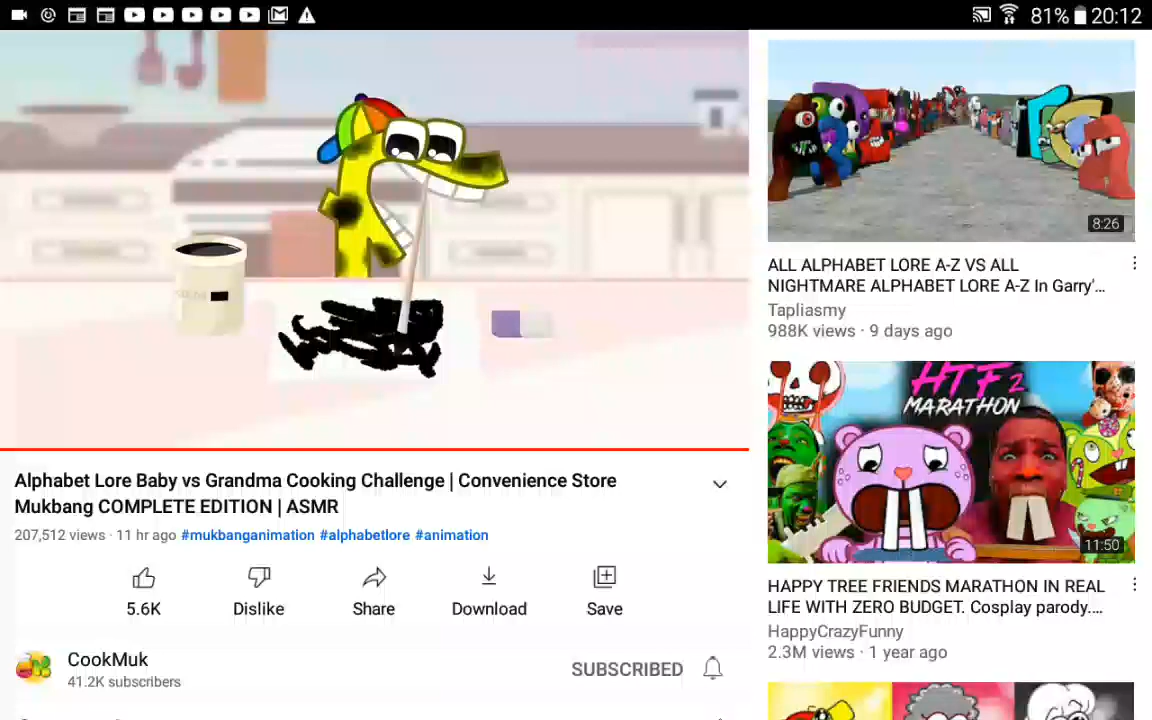 81% 20:12
8:26
ALL ALPHABET LORE A-Z VS ALL
NIGHTMARE ALPHABET LORE A-Z In Garry'...
Tapliasmy
988K views · 9 days ago
HTF 2
MARATHON
11:50
HAPPY TREE FRIENDS MARATHON IN REAL
LIFE WITH ZERO BUDGET. Cosplay parody....
HappyCrazyFunny
2.3M views · 1 year ago
Alphabet Lore Baby vs Grandma Cooking Challenge | Convenience Store
Mukbang COMPLETE EDITION | ASMR
207,512 views · 11 hr ago #mukbanganimation #alphabetlore #animation
5.6K
Dislike
Share
Download
Save
CookMuk
41.2K subscribers
SUBSCRIBED